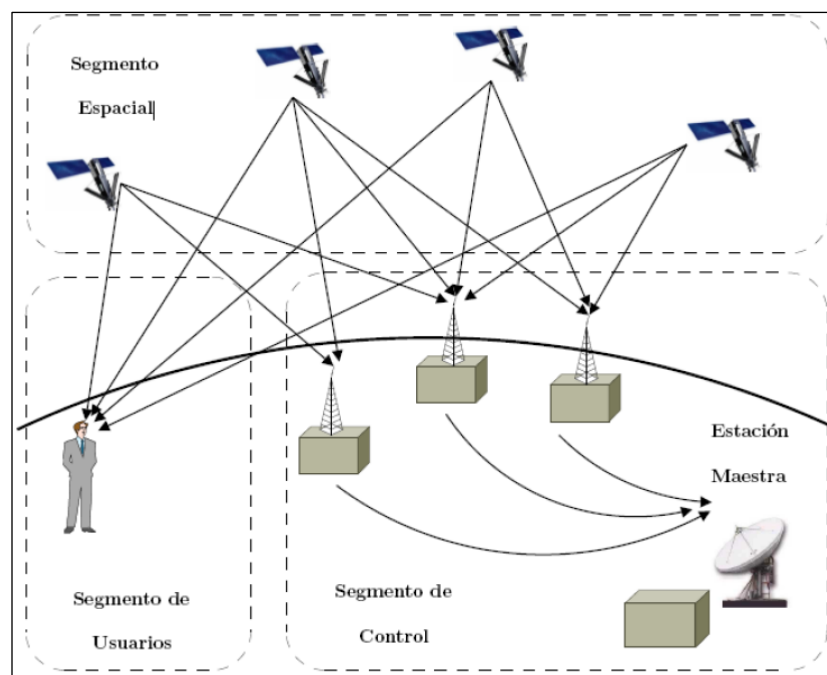 Segmento
Espacial
Estación
Maestra
Segmento de
Usuarios
Segmento de
Control